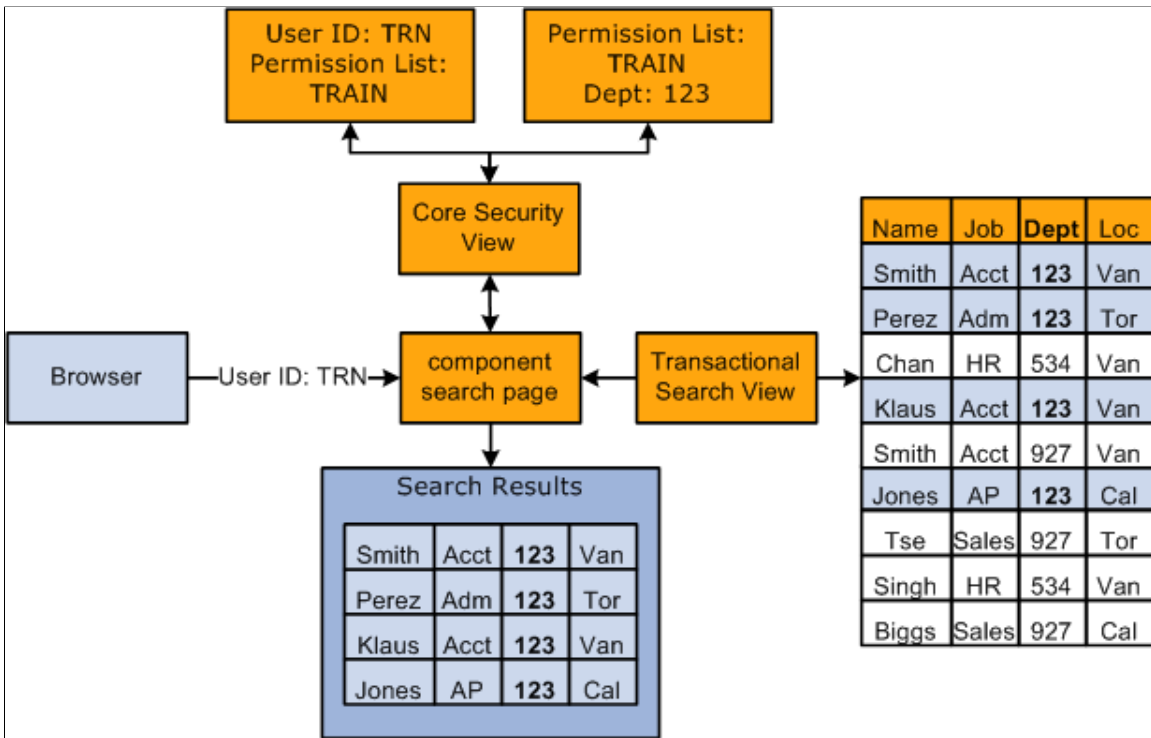 User ID: TRN
Permission List:
TRAIN
Permission List:
TRAIN
Dept: 123
Core Security
View
Browser
User ID: TRN
component
search page
Transactional
Search View
Name Job Dept Loc
Smith Acct 123 Van
Perez Adm 123 Tor
Chan HR 534 Van
Klaus Acct 123 Van
Smith Acct 927 Van
Jones AP 123 Cal
Tse Sales 927 Tor
Singh HR 534 Van
Biggs Sales 927 Cal
Search Results
Smith Acct 123 Van
Perez Adm 123 Tor
Klaus Acct 123 Van
Jones AP 123 Cal